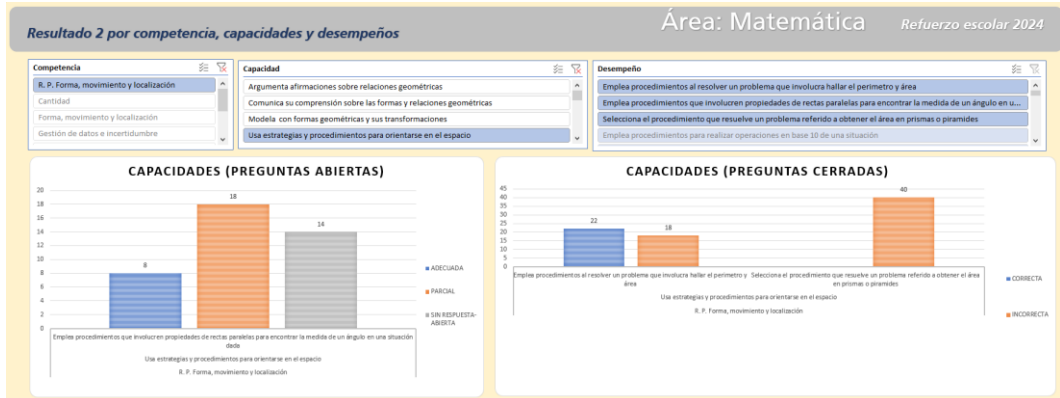 Resultado 2 por competencia, capacidades y desempeños
Área: Matemática
Refuerzo escolar 2024
Competencia
R. P. Forma, movimiento y localización
Cantidad
Forma, movimiento y localización
Gestión de datos e incertidumbre
Capacidad
Argumenta afirmaciones sobre relaciones geométricas
Comunica su comprensión sobre las formas y relaciones geométricas
Modela con formas geométricas y sus transformaciones
Usa estrategias y procedimientos para orientarse en el espacio
Desempeño
Emplea procedimientos al resolver un problema que involucra hallar el perimetro y área
Emplea procedimientos que involucren propiedades de rectas paralelas para encontrar la medida de un ángulo en u...
Selecciona el procedimiento que resuelve un problema referido a obtener el área en prismas o piramides
Emplea procedimientos para realizar operaciones en base 10 de una situación
CAPACIDADES (PREGUNTAS ABIERTAS)
20
18
16
14
12
10
8
6
4
2
0
8
18
14
ADECUADA
PARCIAL
SIN RESPUESTA-
ABIERTA
Emplea procedimientos que involucren propiedades de rectas paralelas para encontrar la medida de un ángulo en una situación
dada
Usa estrategias y procedimientos para orientarse en el espacio
R. P. Forma, movimiento y localización
CAPACIDADES (PREGUNTAS CERRADAS)
45
40
35
30
25
20
15
10
5
0
22
18
40
CORRECTA
INCORRECTA
Emplea procedimientos al resolver un problema que involucra hallar el perimetro y
área
Selecciona el procedimiento que resuelve un problema referido a obtener el área
en prismas o piramides
Usa estrategias y procedimientos para orientarse en el espacio
R. P. Forma, movimiento y localización